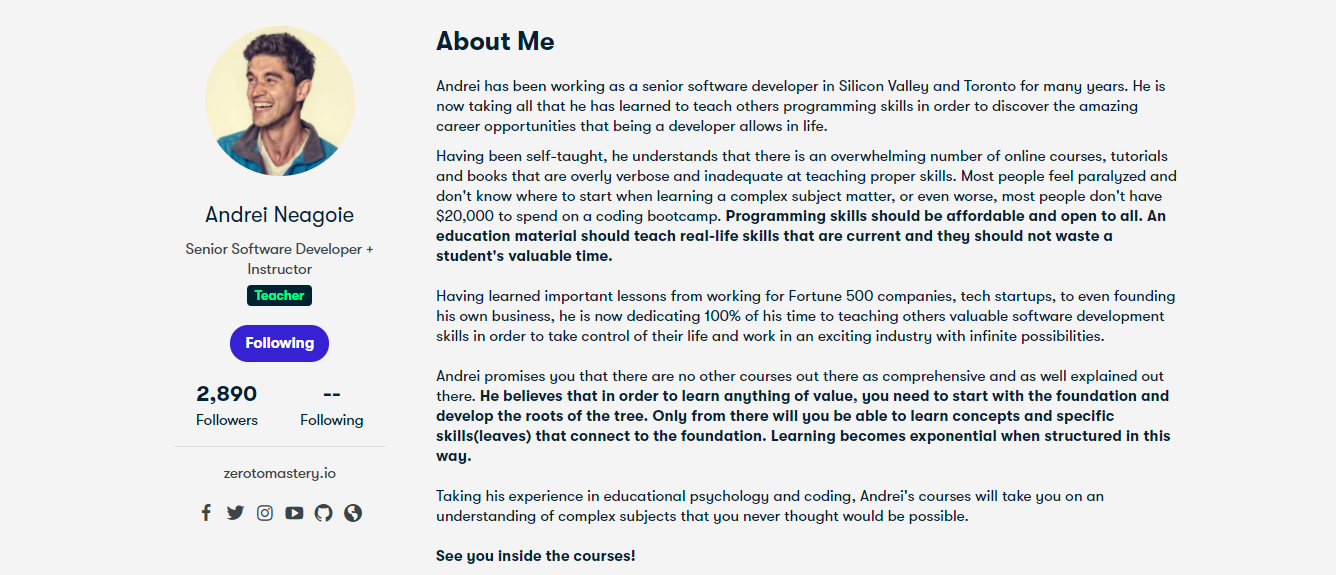 Andrei Neagoie
Senior Software Developer +
Instructor
Teacher
Following
2,890
Followers
--
Following
zerotomastery.io
About Me
Andrei has been working as a senior software developer in Silicon Valley and Toronto for many years. He is
now taking all that he has learned to teach others programming skills in order to discover the amazing
career opportunities that being a developer allows in life.
Having been self-taught, he understands that there is an overwhelming number of online courses, tutorials
and books that are overly verbose and inadequate at teaching proper skills. Most people feel paralyzed and
don't know where to start when learning a complex subject matter, or even worse, most people don't have
$20,000 to spend on a coding bootcamp. Programming skills should be affordable and open to all. An
education material should teach real-life skills that are current and they should not waste a
student's valuable time.
Having learned important lessons from working for Fortune 500 companies, tech startups, to even founding
his own business, he is now dedicating 100% of his time to teaching others valuable software development
skills in order to take control of their life and work in an exciting industry with infinite possibilities.
Andrei promises you that there are no other courses out there as comprehensive and as well explained out
there. He believes that in order to learn anything of value, you need to start with the foundation and
develop the roots of the tree. Only from there will you be able to learn concepts and specific
skills(leaves) that connect to the foundation. Learning becomes exponential when structured in this
way.
Taking his experience in educational psychology and coding, Andrei's courses will take you on an
understanding of complex subjects that you never thought would be possible.
See you inside the courses!